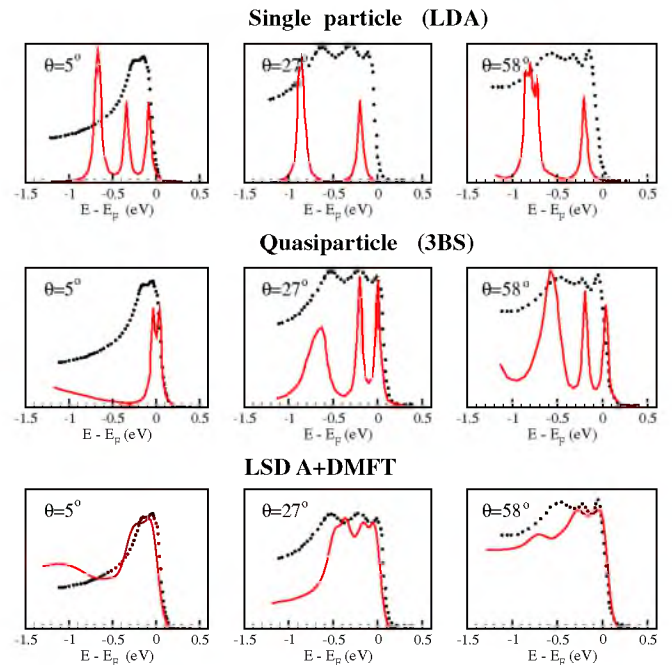 Single particle (LDA)
θ=5° θ=27° θ=58°
-1.5 -1 -0.5 0 0.5 -1.5 -1 -0.5 0 0.5 -1.5 -1 -0.5 0 0.5
E - E_F (eV) E - E_F (eV) E - E_F (eV)
Quasiparticle (3BS)
θ=5° θ=27° θ=58°
-1.5 -1 -0.5 0 0.5 -1.5 -1 -0.5 0 0.5 -1.5 -1 -0.5 0 0.5
E - E_F (eV) E - E_F (eV) E - E_F (eV)
LSD A+DMFT
θ=5° θ=27° θ=58°
-1.5 -1 -0.5 0 0.5 -1.5 -1 -0.5 0 0.5 -1.5 -1 -0.5 0 0.5
E - E_F (eV) E - E_F (eV) E - E_F (eV)